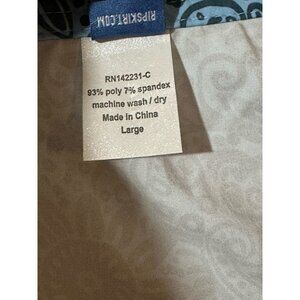 RIPSKIRT.COM
RN142231-C
93% poly 7% spandex
machine wash / dry
Made in China
Large